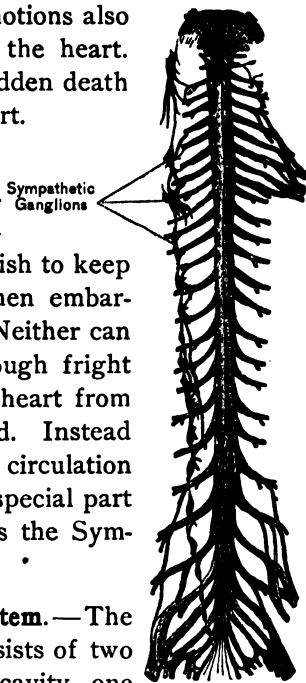 otions also
the heart.
dden death
rt.
Sympathetic
Ganglions
ish to keep
hen embar-
Neither can
ough fright
heart from
d. Instead
circulation
special part
s the Sym-
tem.—The
sists of two
cavity, one